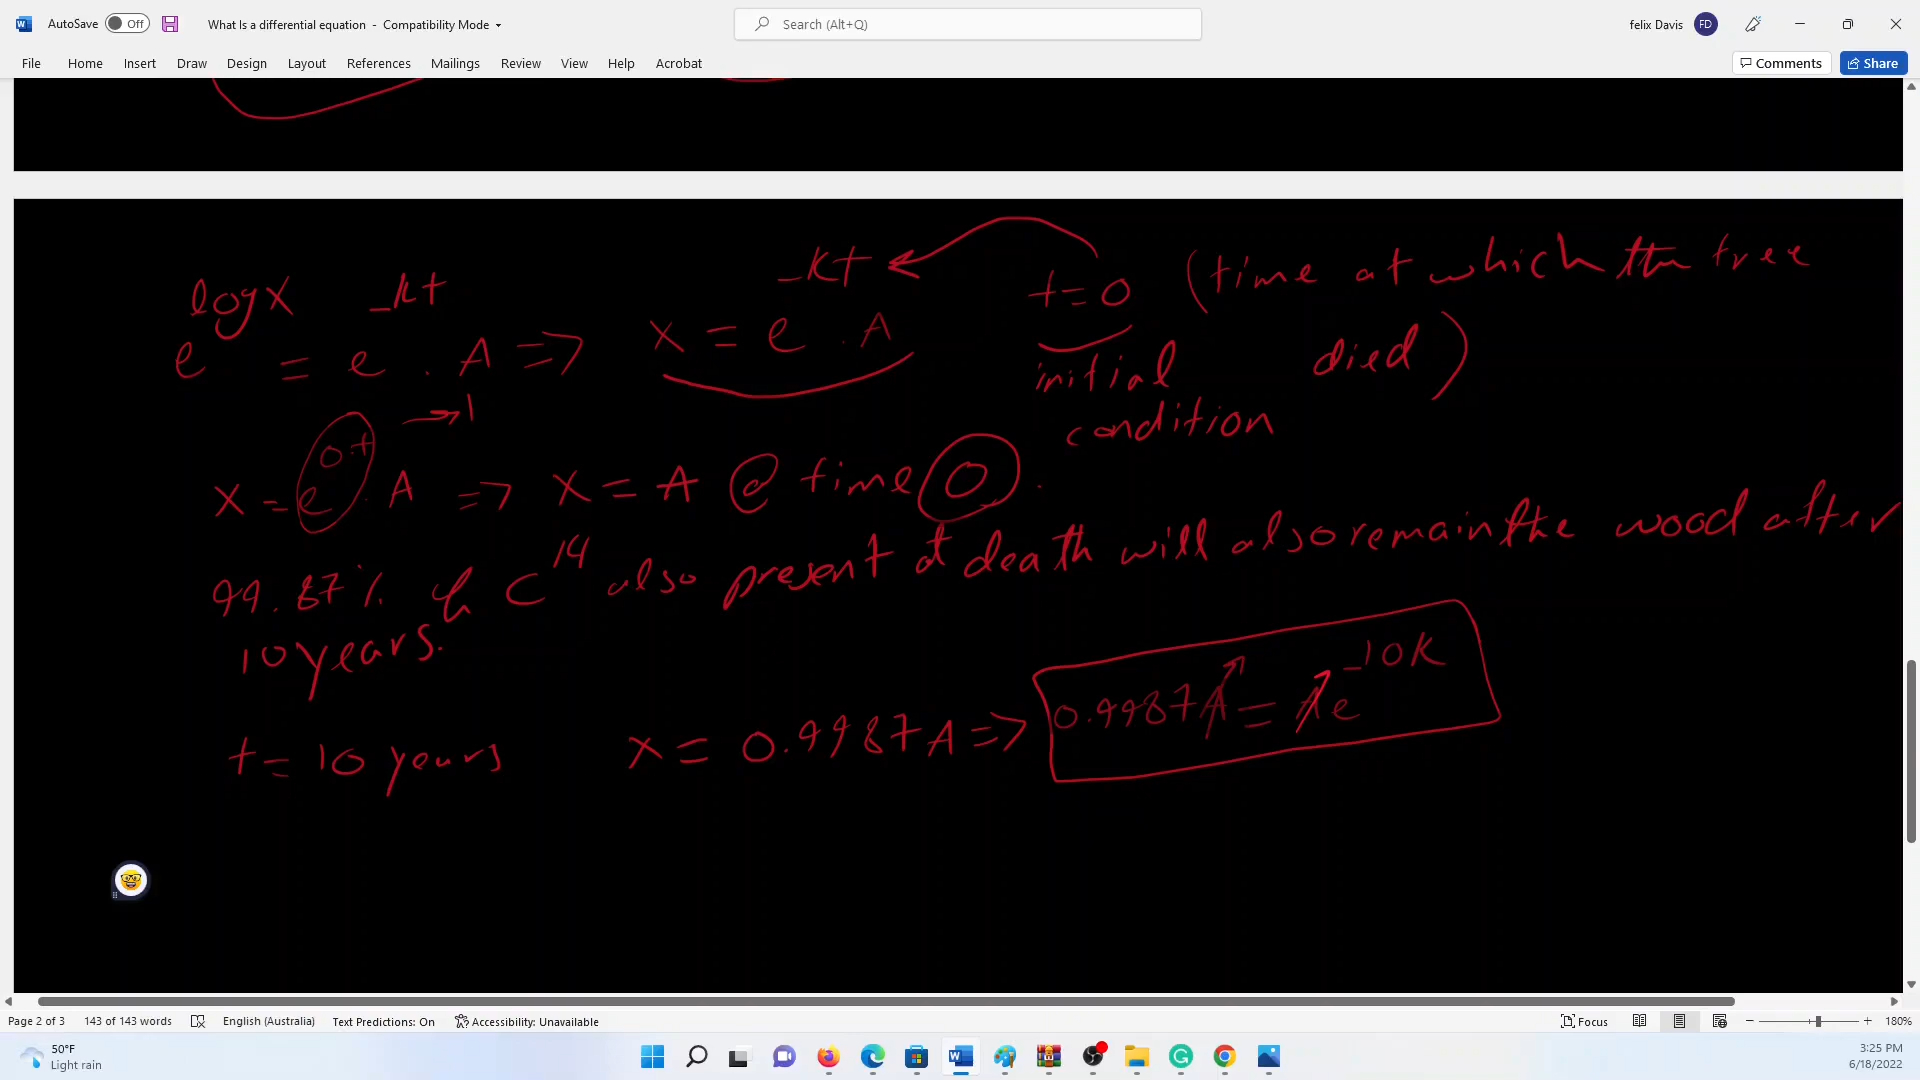 AutoSave Off What Is a differential equation - Compatibility Mode Search (Alt+Q) felix Davis FD
File Home Insert Draw Design Layout References Mailings Review View Help Acrobat Comments Share
e^{log x} = e^{-kt} . A => x = e^{-kt} . A t=0 (time at which the tree died)
initial condition
x = e^{0.t} . A => x = A @ time 0 .
→ 1
99.87% of C^{14} also present at death will also remain the wood after
10 years.
t = 10 years x = 0.9987A => 0.9987A = Ae^{-10k}
Page 2 of 3 143 of 143 words English (Australia) Text Predictions: On Accessibility: Unavailable Focus 180%
50°F
Light rain
3:25 PM
6/18/2022